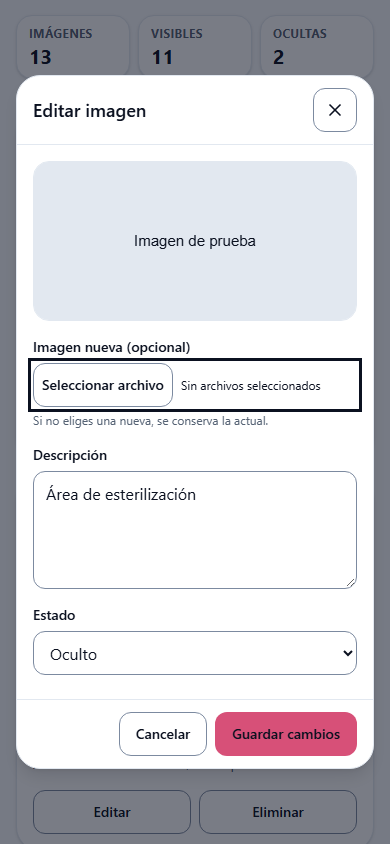 IMÁGENES
13
VISIBLES
11
OCULTAS
2
Editar imagen
Imagen de prueba
Imagen nueva (opcional)
Seleccionar archivo Sin archivos seleccionados
Si no eliges una nueva, se conserva la actual.
Descripción
Área de esterilización
Estado
Oculto
Cancelar
Guardar cambios
Editar
Eliminar